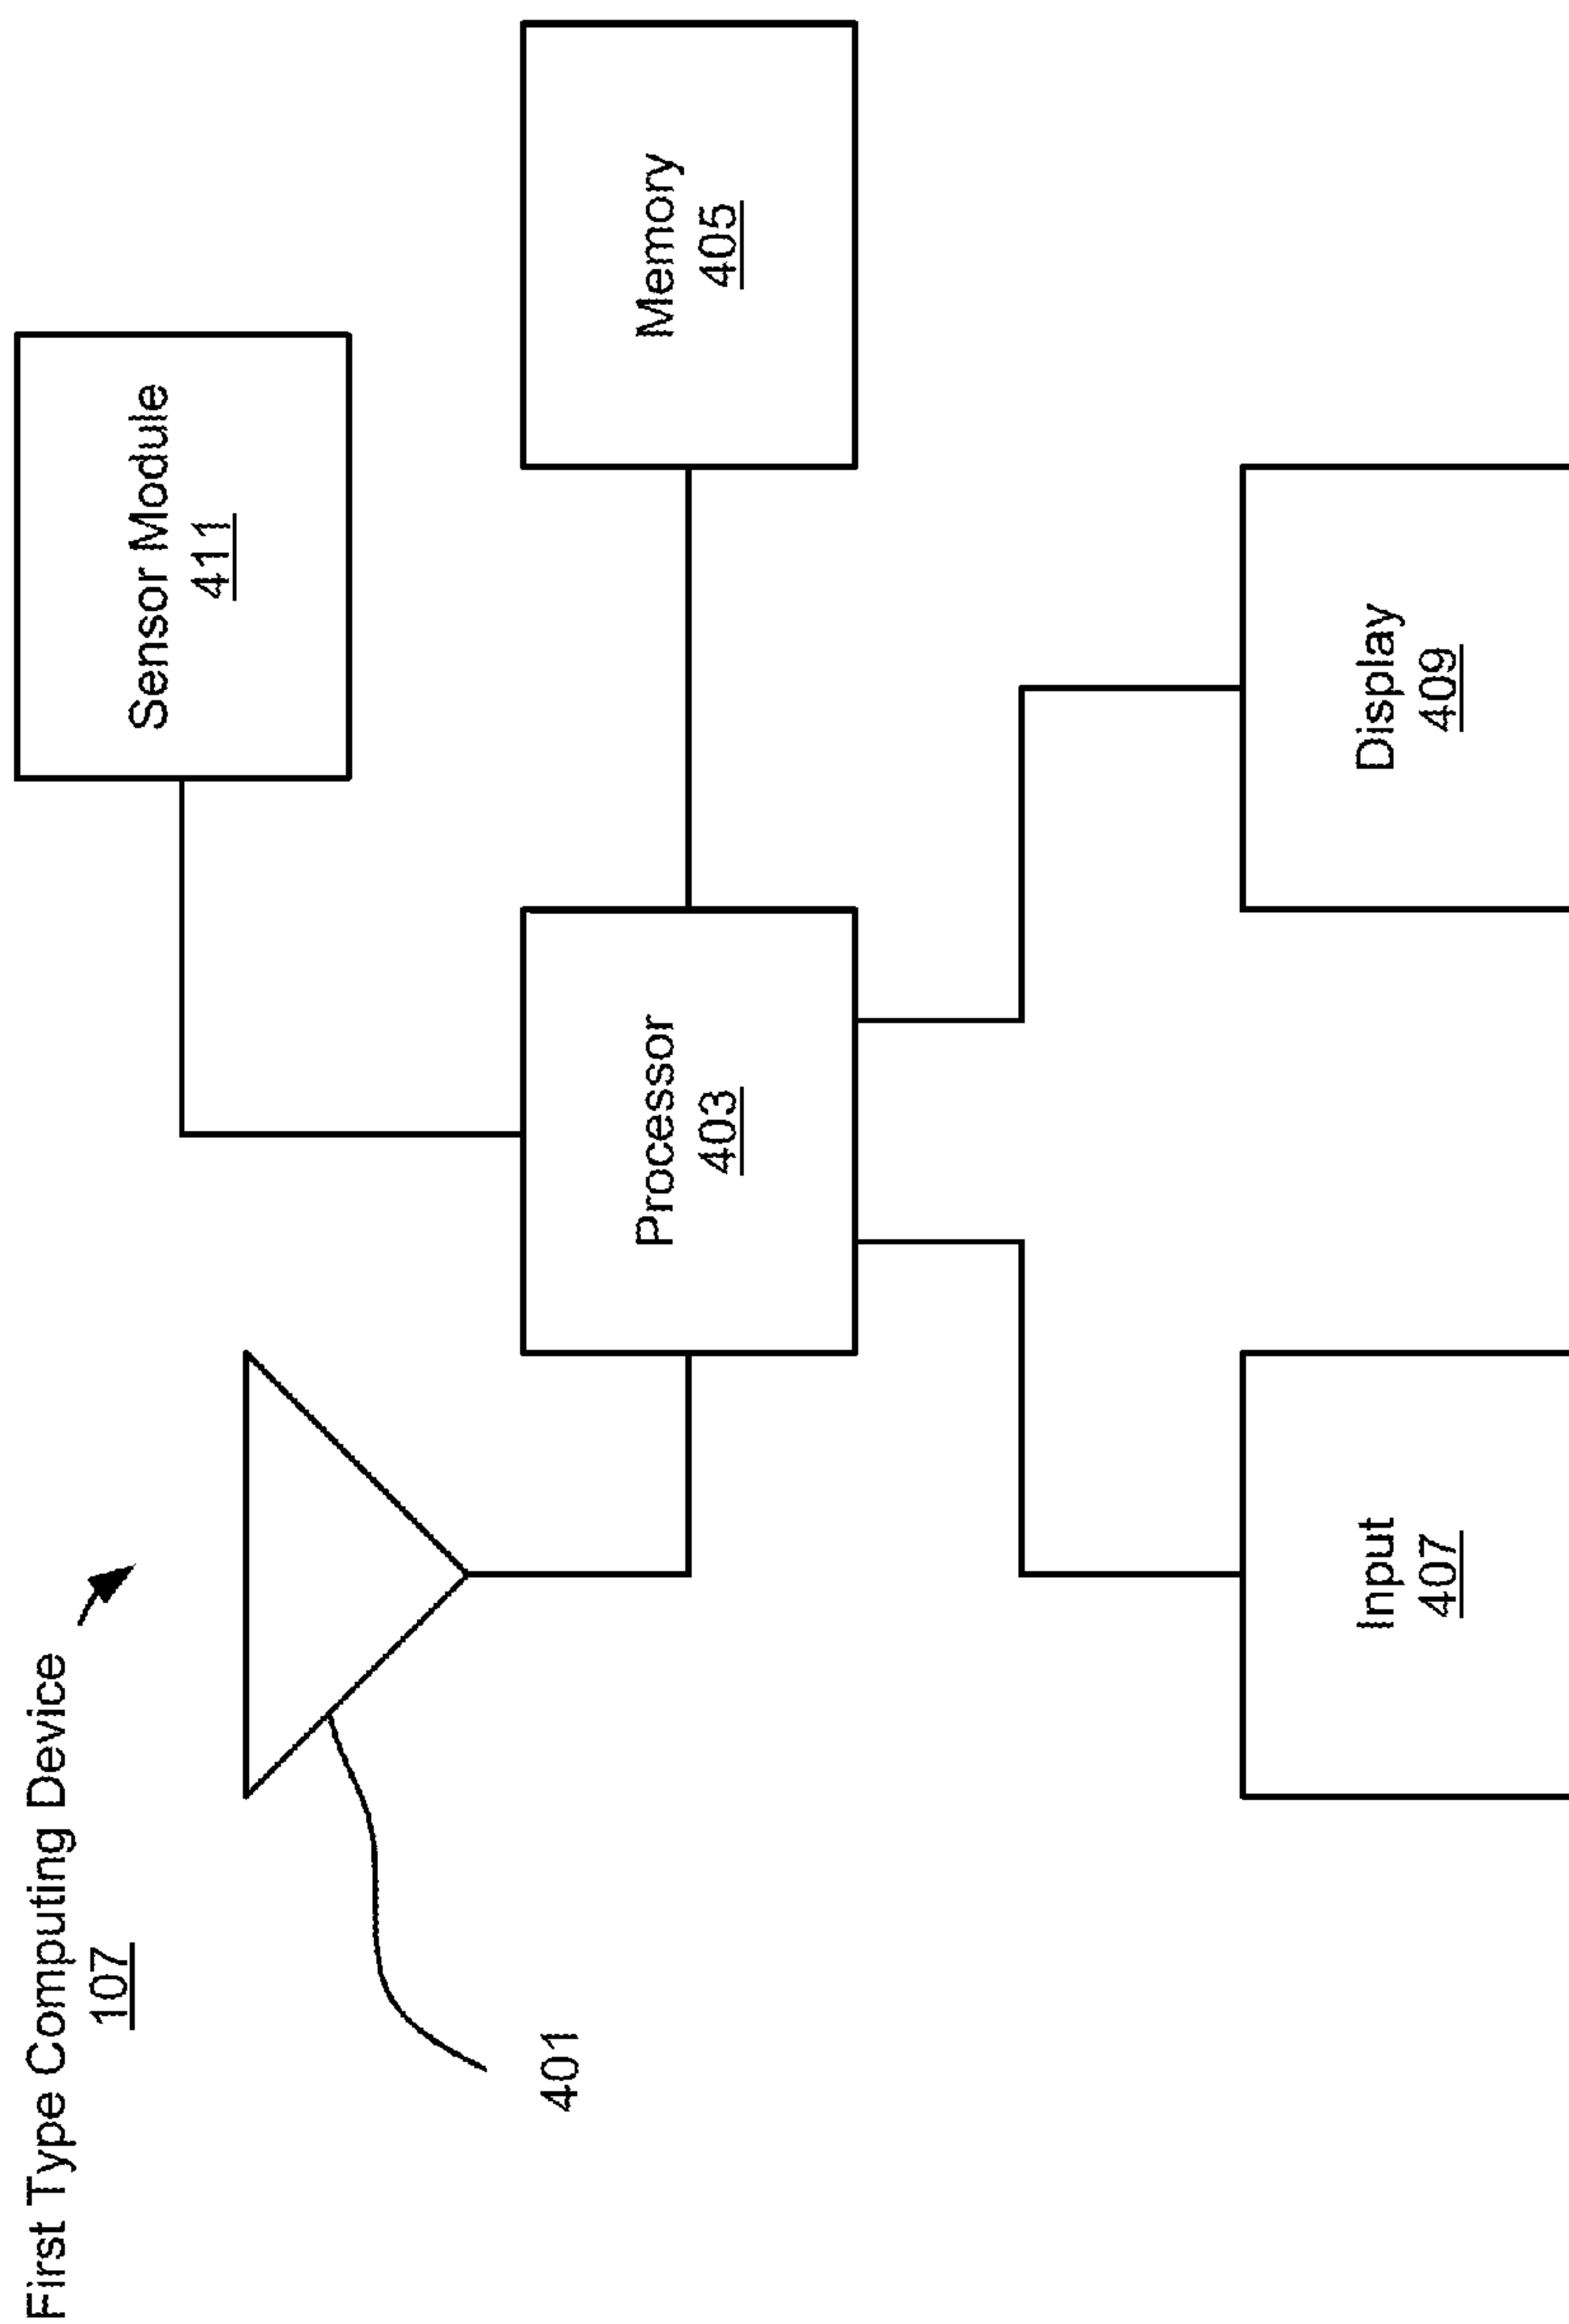 First Type Computing Device
107
401
Sensor Module
411
Processor
403
Memory
405
Input
407
Display
409